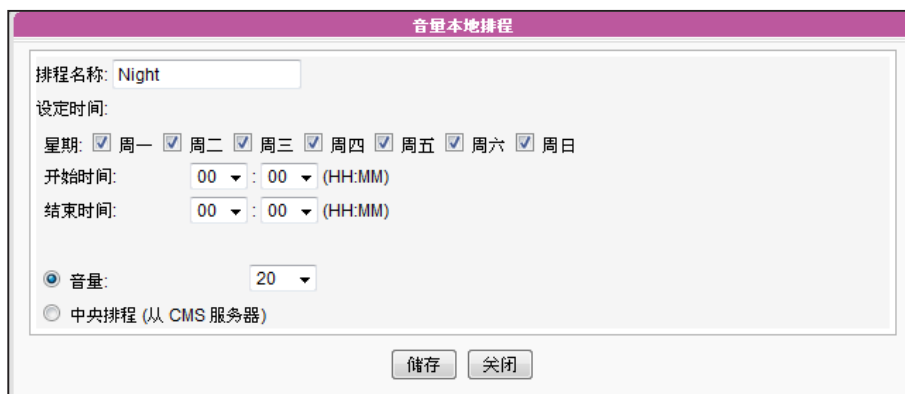 音量本地排程
排程名称: Night
设定时间:
星期: 周一 周二 周三 周四 周五 周六 周日
开始时间: 00 : 00 (HH:MM)
结束时间: 00 : 00 (HH:MM)
音量: 20
中央排程 (从 CMS 服务器)
储存 关闭